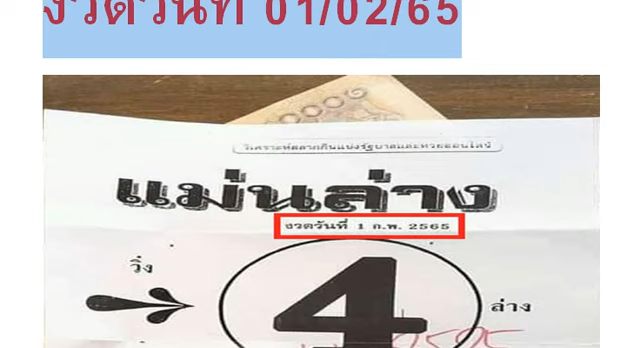 งวดวันที่ 01/02/65
วิเคราะห์สลากกินแบ่งรัฐบาลและหวยออนไลน์
แม่นล่าง
งวดวันที่ 1 ก.พ. 2565
วิ่ง
4
ล่าง